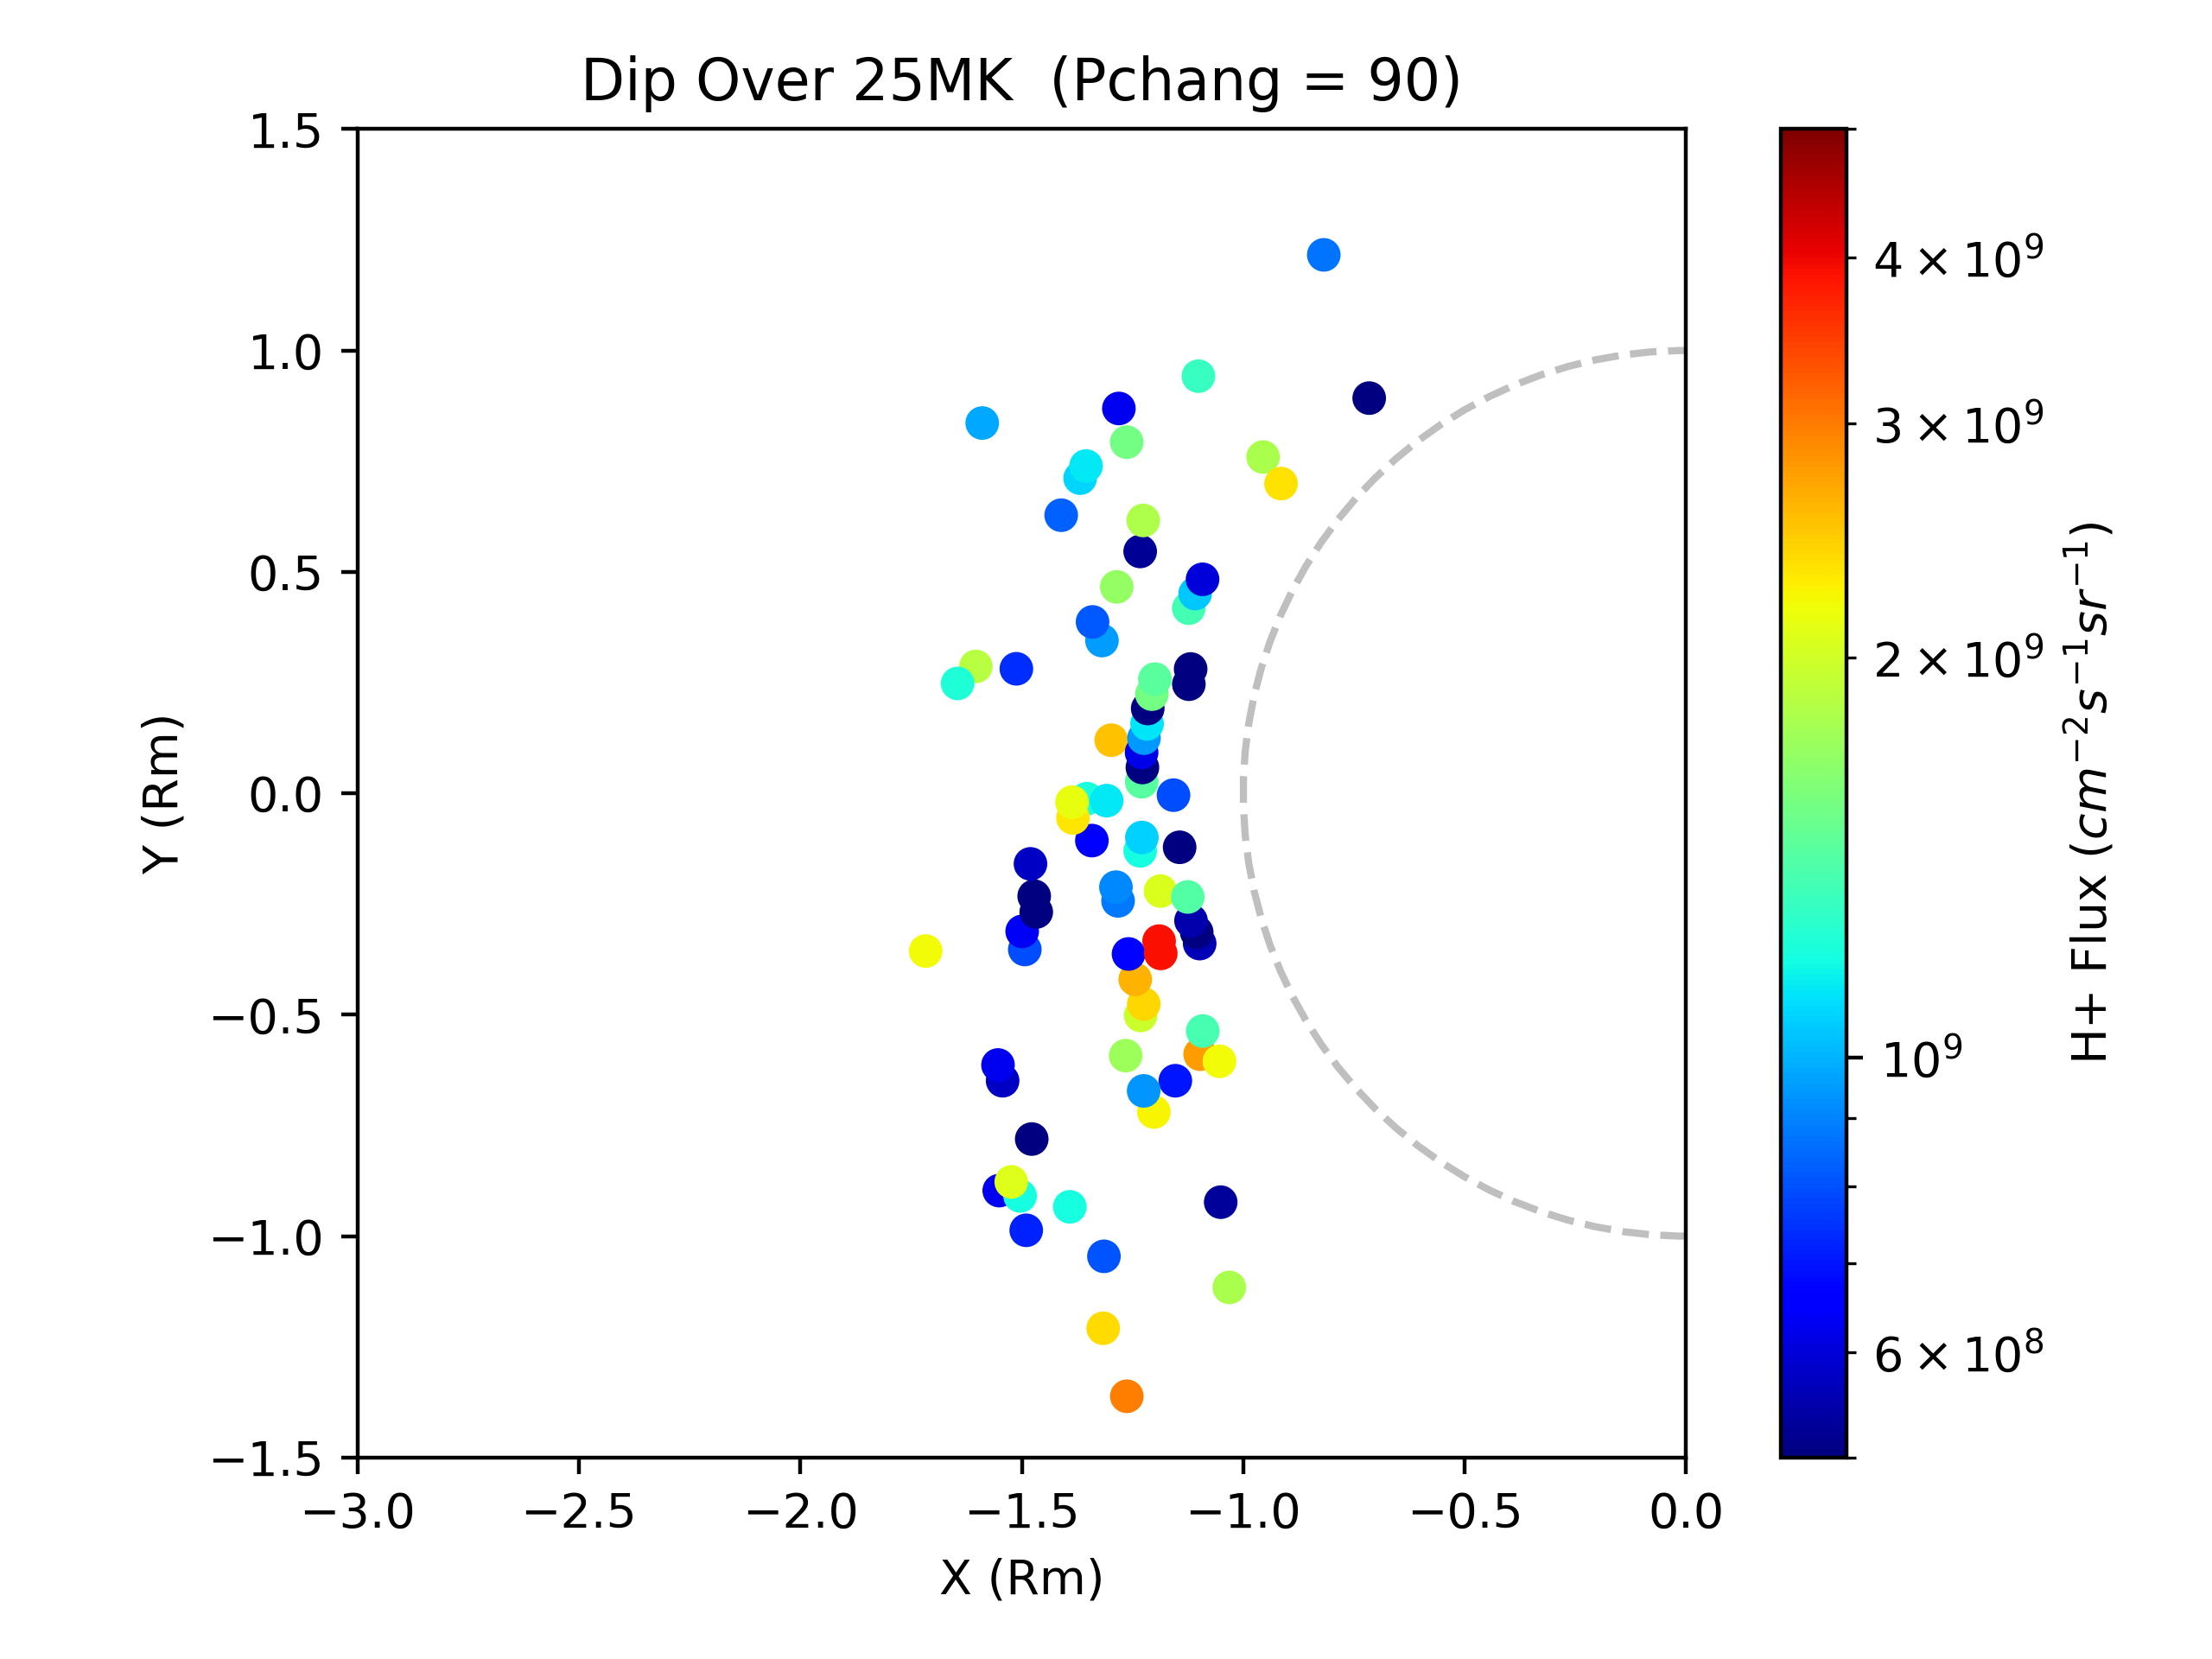 Dip Over 25MK (Pchang = 90)
1.5
1.0
0.5
0.0
−0.5
−1.0
−1.5
Y (Rm)
−3.0 −2.5 −2.0 −1.5 −1.0 −0.5 0.0
X (Rm)
4 × 10⁹
3 × 10⁹
2 × 10⁹
10⁹
6 × 10⁸
H+ Flux (cm⁻²s⁻¹sr⁻¹)